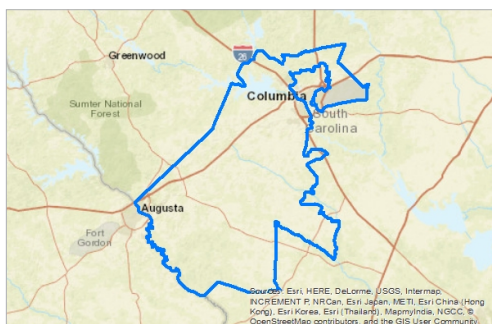 Greenwood
26
Sumter National
Forest
Columbia
South
Carolina
Augusta
Fort
Gordon
Sources: Esri, HERE, DeLorme, USGS, Intermap,
INCREMENT P, NRCan, Esri Japan, METI, Esri China (Hong
Kong), Esri Korea, Esri (Thailand), MapmyIndia, NGCC, ©
OpenStreetMap contributors, and the GIS User Community